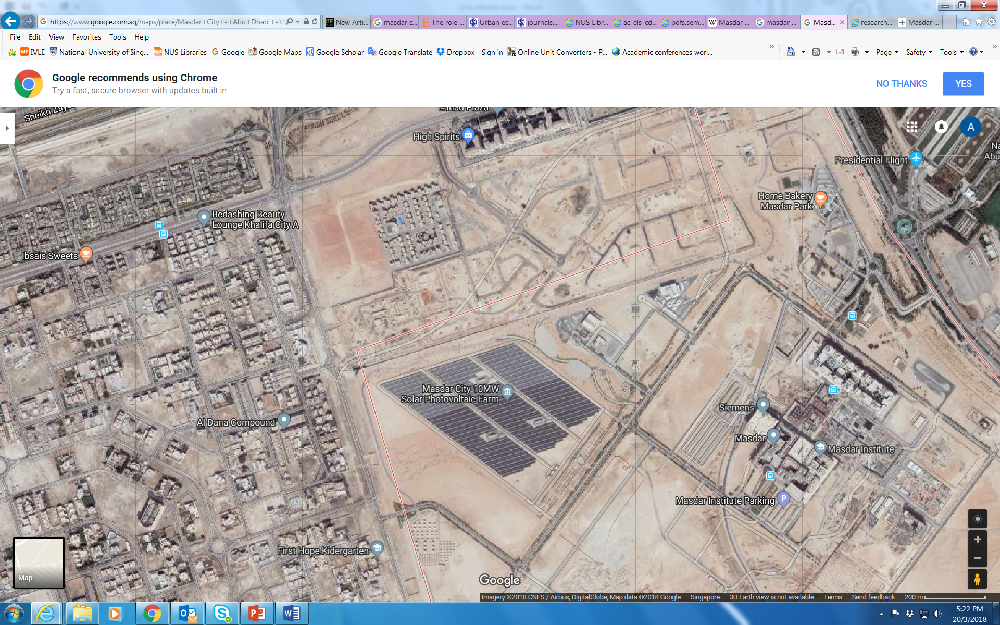 https://www.google.com.sg/maps/place/Masdar+City+-+Abu+Dhabi+-+
New Arti...
masdar c...
The role ...
Urban ec...
journals....
NUS Libr...
ac-els-cd...
pdfs.sem...
Masdar ...
masdar ...
Masd...
research...
Masdar ...
File Edit View Favorites Tools Help
IVLE
National University of Sing...
NUS Libraries
Google
Google Maps
Google Scholar
Google Translate
Dropbox - Sign in
Online Unit Converters • P...
Academic conferences worl...
Page
Safety
Tools
Google recommends using Chrome
Try a fast, secure browser with updates built in
NO THANKS
YES
Etihad Plaza
High Spirits
A
Presidential Flight
Home Bakery
Masdar Park
Bedashing Beauty
Lounge Khalifa City A
Ibsais Sweets
Masdar City 10MW
Solar Photovoltaic Farm
Al Dana Compound
Siemens
Masdar
Masdar Institute
Masdar Institute Parking
P
First Hope Kidergarten
Map
Google
Imagery ©2018 CNES / Airbus, DigitalGlobe, Map data ©2018 Google Singapore 3D Earth view is not available Terms Send feedback 200 m
5:22 PM
20/3/2018